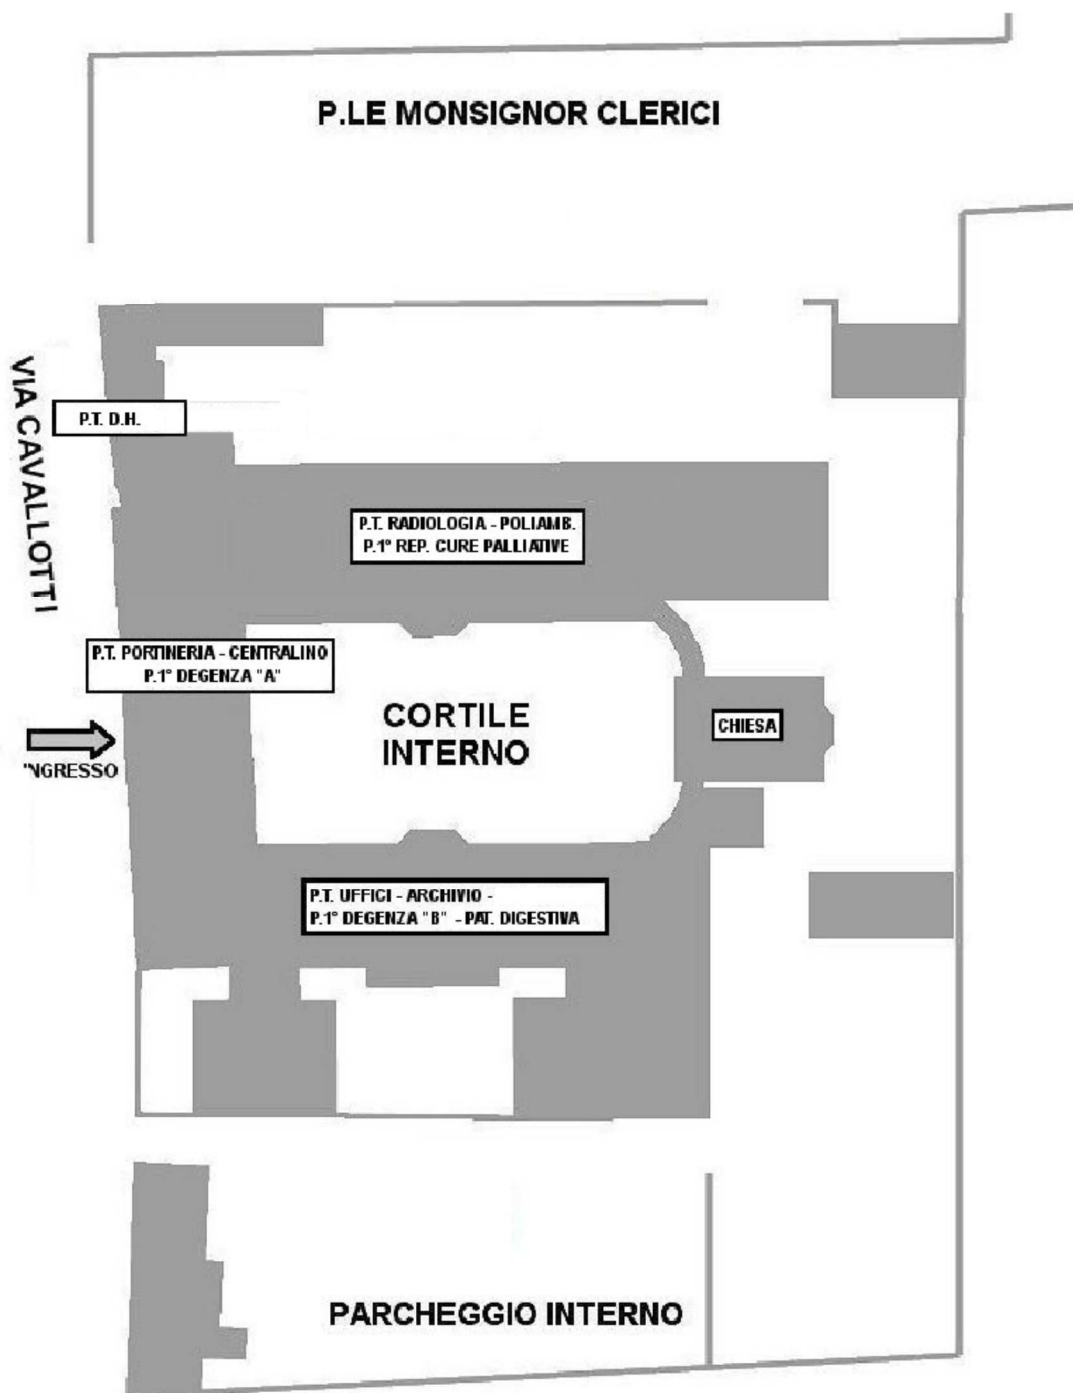 P.LE MONSIGNOR CLERICI
VIA CAVALLOTTI
P.T. D.H.
P.T. RADIOLOGIA - POLIAMB.
P.1° REP. CURE PALLIATIVE
P.T. PORTINERIA - CENTRALINO
P.1° DEGENZA "A"
CORTILE
INTERNO
CHIESA
INGRESSO
P.T. UFFICI - ARCHIVIO -
P.1° DEGENZA "B" - PAT. DIGESTIVA
PARCHEGGIO INTERNO